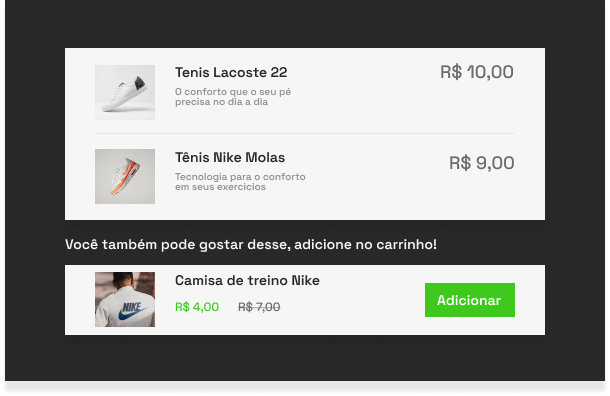 Tenis Lacoste 22
R$ 10,00
O conforto que o seu pé
precisa no dia a dia
Tênis Nike Molas
R$ 9,00
Tecnologia para o conforto
em seus exercicios
Você também pode gostar desse, adicione no carrinho!
Camisa de treino Nike
R$ 4,00 R$ 7,00
Adicionar
NIKE